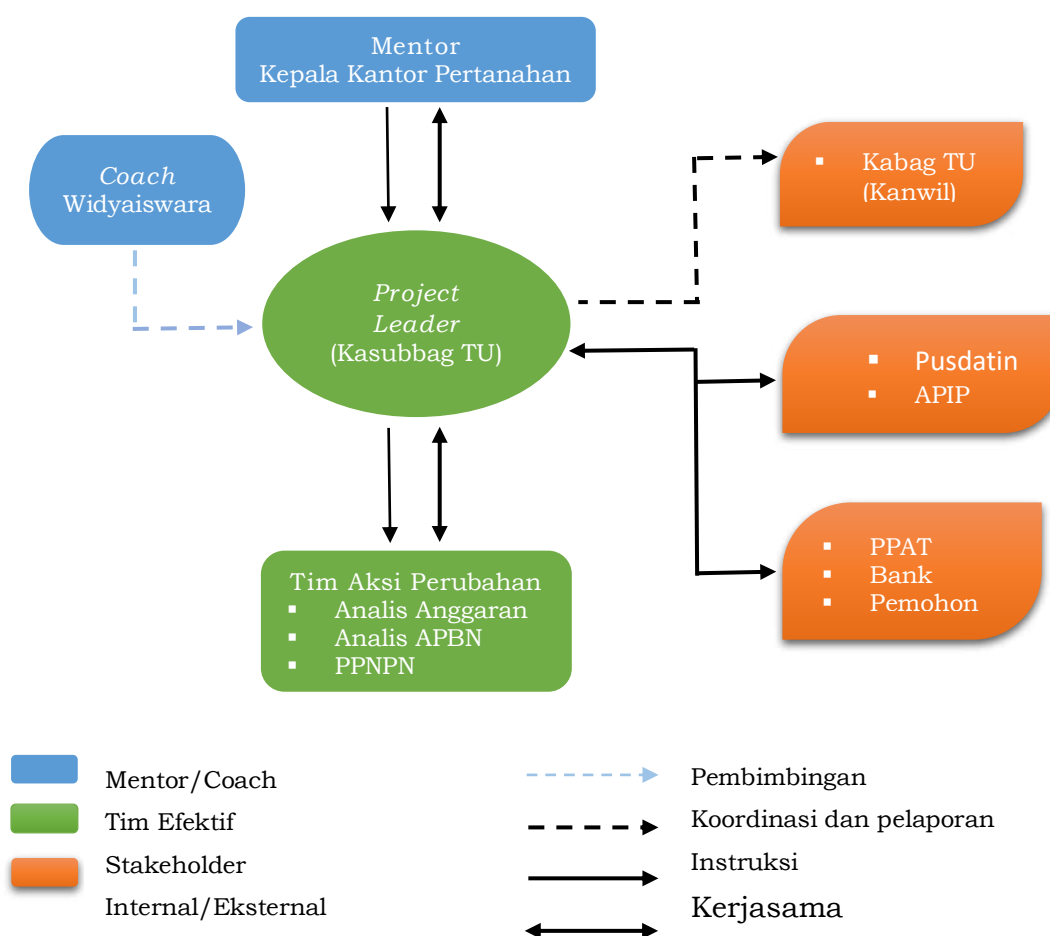 Mentor
Kepala Kantor Pertanahan
Coach
Widyaiswara
▪ Kabag TU
(Kanwil)
Project
Leader
(Kasubbag TU)
▪ Pusdatin
▪ APIP
Tim Aksi Perubahan
▪ Analis Anggaran
▪ Analis APBN
▪ PPNPN
▪ PPAT
▪ Bank
▪ Pemohon
Mentor/Coach
Tim Efektif
Stakeholder
Internal/Eksternal
Pembimbingan
Koordinasi dan pelaporan
Instruksi
Kerjasama